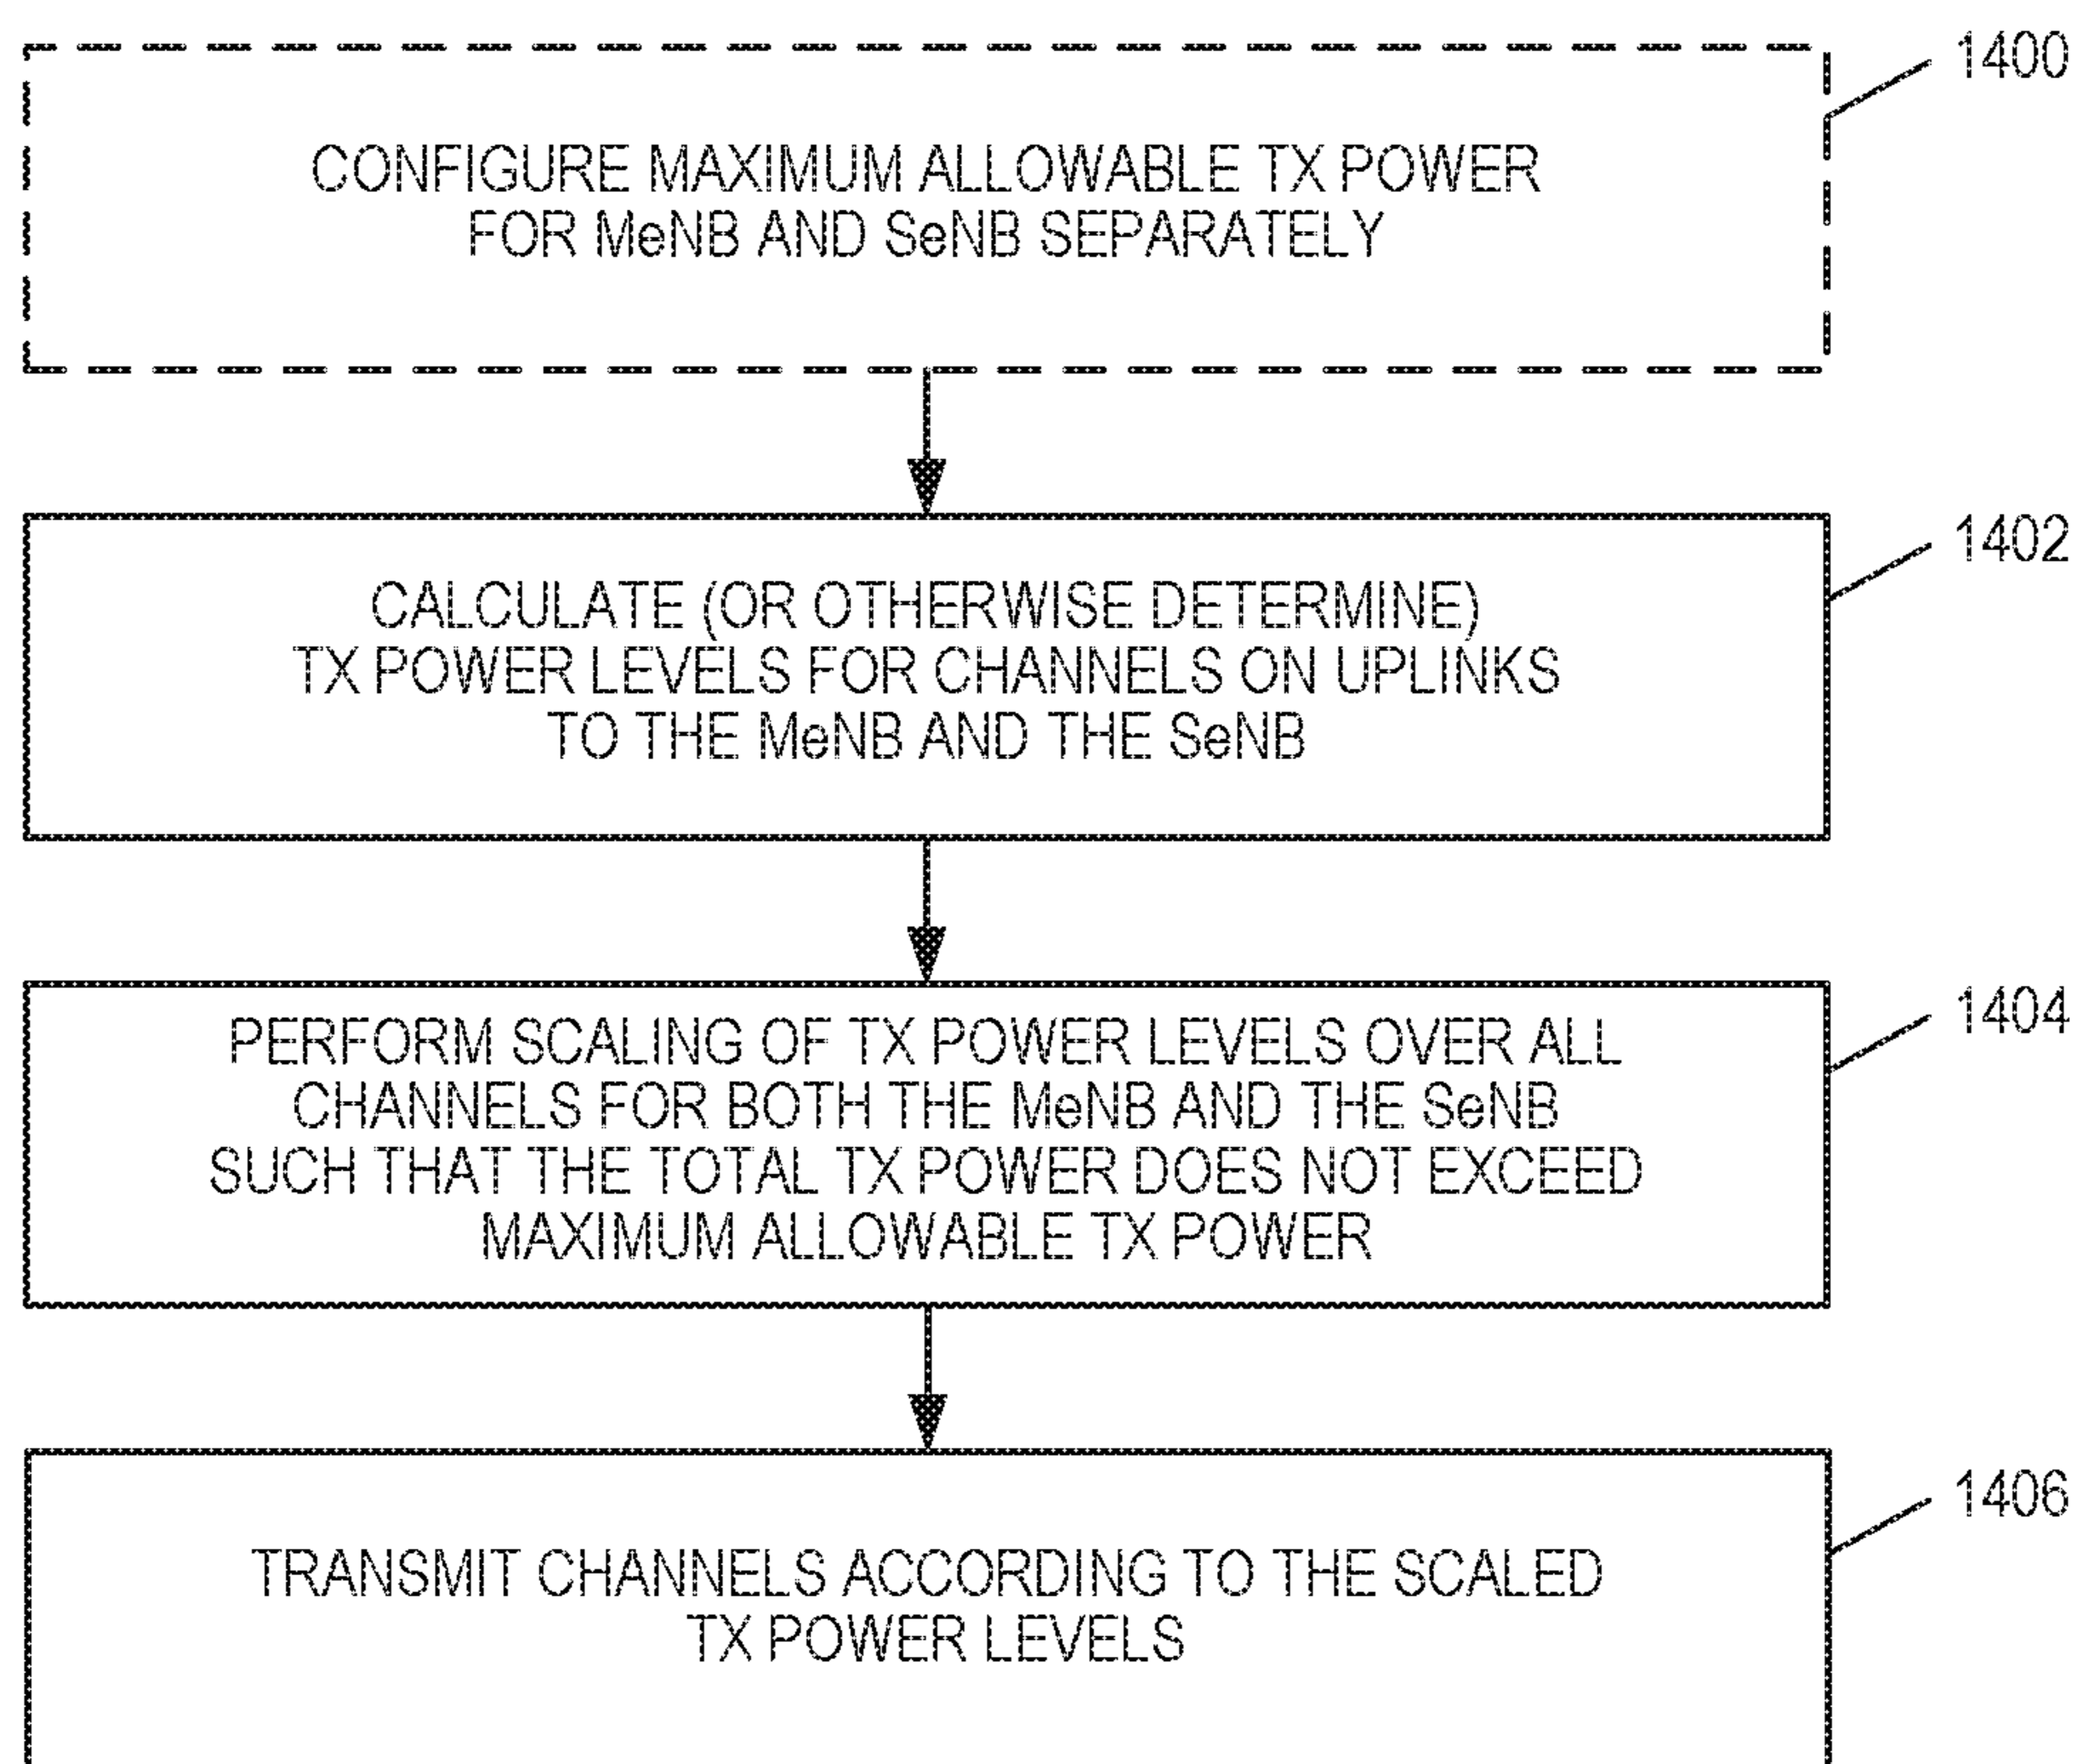 1400
CONFIGURE MAXIMUM ALLOWABLE TX POWER
FOR MeNB AND SeNB SEPARATELY
1402
CALCULATE (OR OTHERWISE DETERMINE)
TX POWER LEVELS FOR CHANNELS ON UPLINKS
TO THE MeNB AND THE SeNB
1404
PERFORM SCALING OF TX POWER LEVELS OVER ALL
CHANNELS FOR BOTH THE MeNB AND THE SeNB
SUCH THAT THE TOTAL TX POWER DOES NOT EXCEED
MAXIMUM ALLOWABLE TX POWER
1406
TRANSMIT CHANNELS ACCORDING TO THE SCALED
TX POWER LEVELS